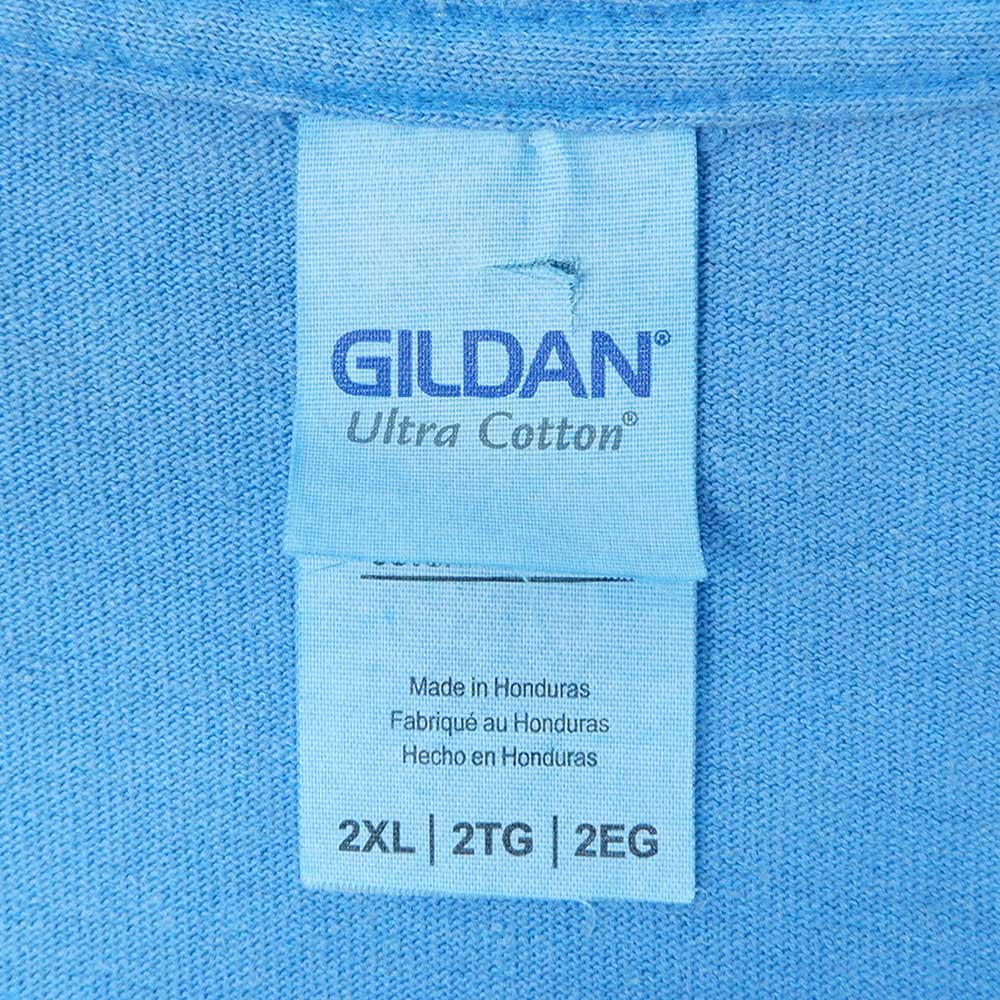 GILDAN®
Ultra Cotton®
Made in Honduras
Fabriqué au Honduras
Hecho en Honduras
2XL | 2TG | 2EG